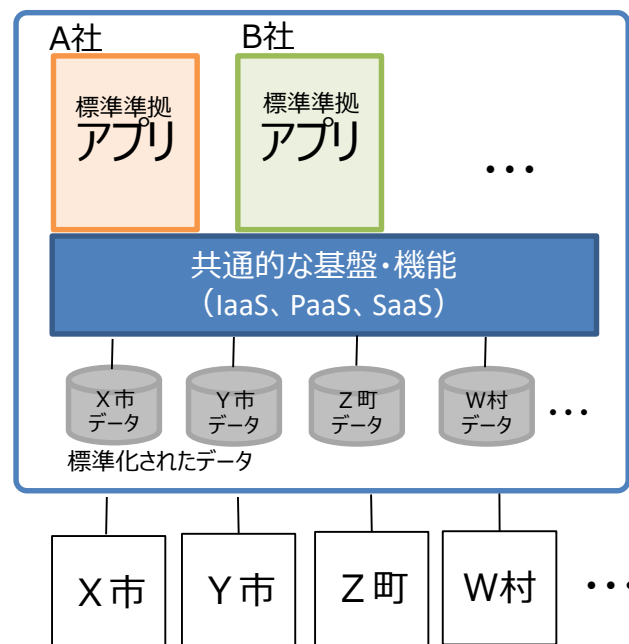 A社
B社
標準準拠
アプリ
標準準拠
アプリ
・・・
共通的な基盤・機能
（IaaS、PaaS、SaaS）
X市
データ
Y市
データ
Z町
データ
W村
データ
・・・
標準化されたデータ
X市
Y市
Z町
W村
・・・